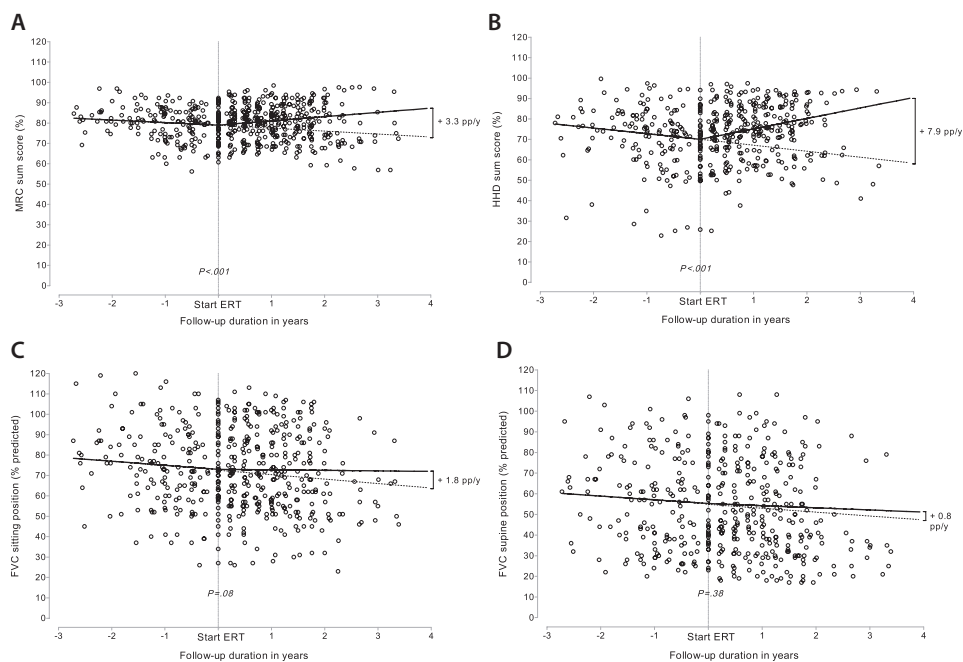 A
120
110
100
90
80
70
60
50
40
30
20
10
0
MRC sum score (%)
+ 3.3 pp/y
P<.001
-3 -2 -1 Start ERT 1 2 3 4
Follow-up duration in years
B
120
110
100
90
80
70
60
50
40
30
20
10
0
HHD sum score (%)
+ 7.9 pp/y
P<.001
-3 -2 -1 Start ERT 1 2 3 4
Follow-up duration in years
C
120
110
100
90
80
70
60
50
40
30
20
10
0
FVC sitting position (% predicted)
+ 1.8 pp/y
P=.08
-3 -2 -1 Start ERT 1 2 3 4
Follow-up duration in years
D
120
110
100
90
80
70
60
50
40
30
20
10
0
FVC supine position (% predicted)
+ 0.8
pp/y
P=.38
-3 -2 -1 Start ERT 1 2 3 4
Follow-up duration in years